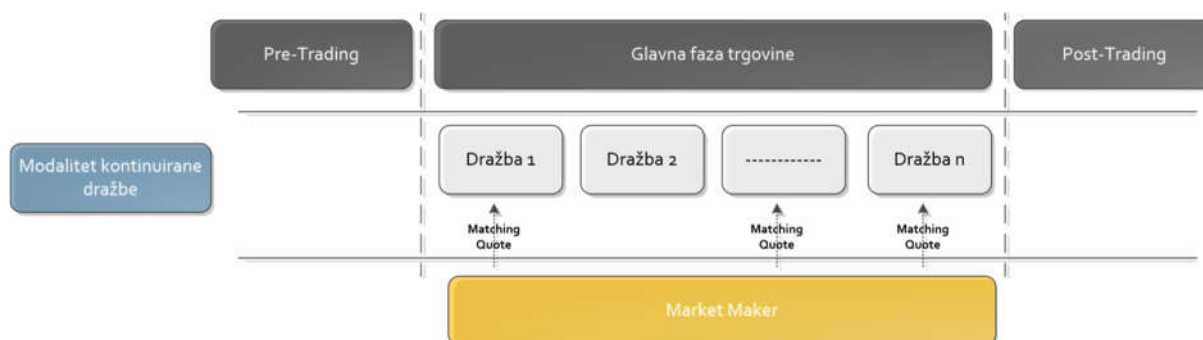 Pre-Trading
Glavna faza trgovine
Post-Trading
Modalitet kontinuirane
dražbe
Dražba 1
Dražba 2
------------
Dražba n
Matching
Quote
Matching
Quote
Matching
Quote
Market Maker